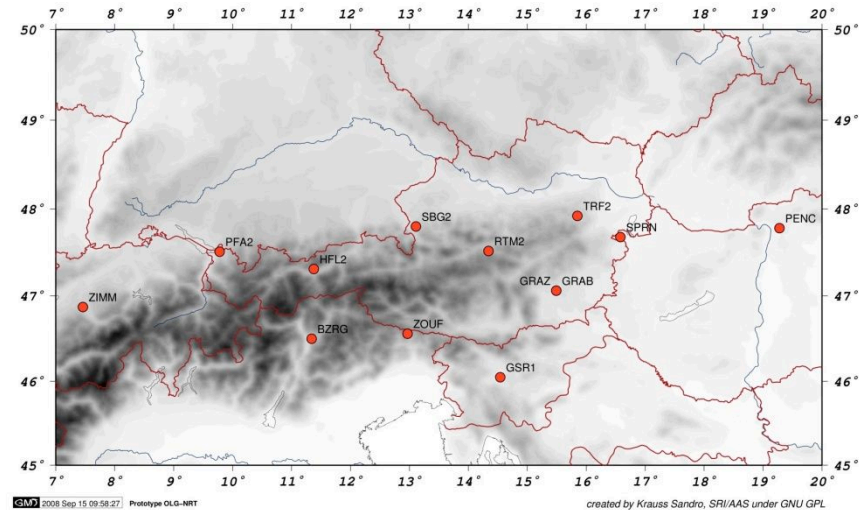 50° 50°
49° 49°
48° 48°
47° 47°
46° 46°
45° 45°
TRF2
SBG2
PENC
SPRN
PFA2
RTM2
HFL2
GRAZ GRAB
ZIMM
BZRG
ZOUF
GSR1
7 8 9 10 11 12 13 14 15 16 17 18 19 20
7 8 9 10 11 12 13 14 15 16 17 18 19 20
GMD 2008 Sep 15 09:58:27 Prototype OLG-NRT
created by Krauss Sandro, SRI/AAS under GNU GPL